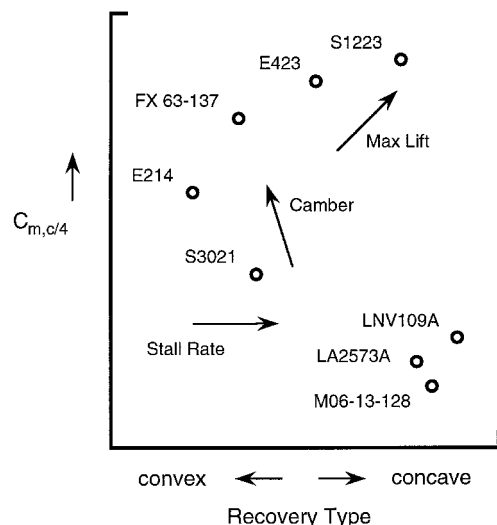 S1223
E423
FX 63-137
Max Lift
E214
Camber
C_{m,c/4}
S3021
LNV109A
Stall Rate
LA2573A
M06-13-128
convex
concave
Recovery Type